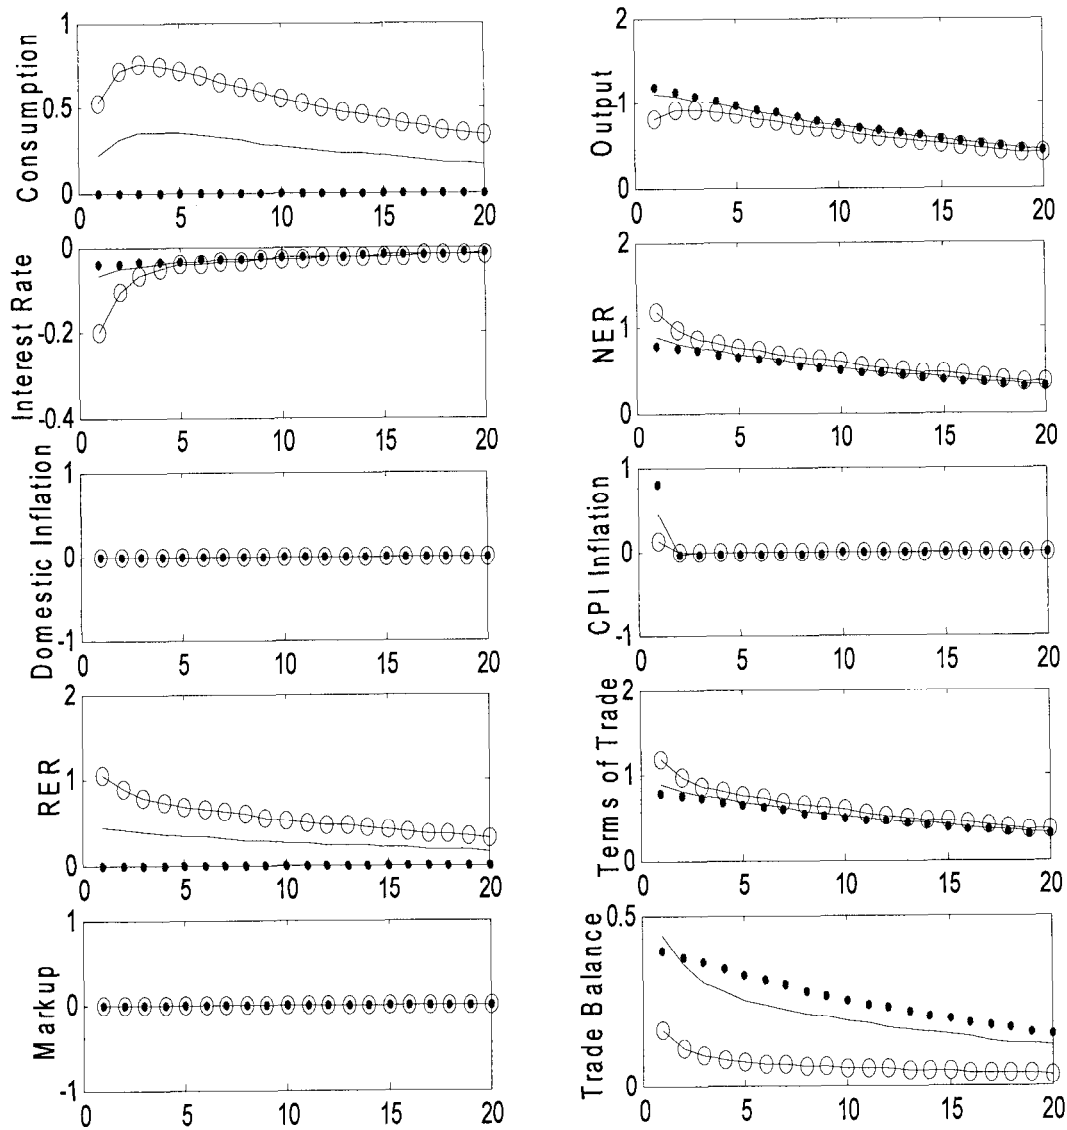 Consumption
1
0.5
0
0 5 10 15 20
Output
2
1
0
0 5 10 15 20
Interest Rate
0
-0.2
-0.4
0 5 10 15 20
NER
2
1
0
0 5 10 15 20
Domestic Inflation
1
0
-1
0 5 10 15 20
CPI Inflation
1
0
-1
0 5 10 15 20
RER
2
1
0
0 5 10 15 20
Terms of Trade
2
1
0
0 5 10 15 20
Markup
1
0
-1
0 5 10 15 20
Trade Balance
0.5
0
0 5 10 15 20